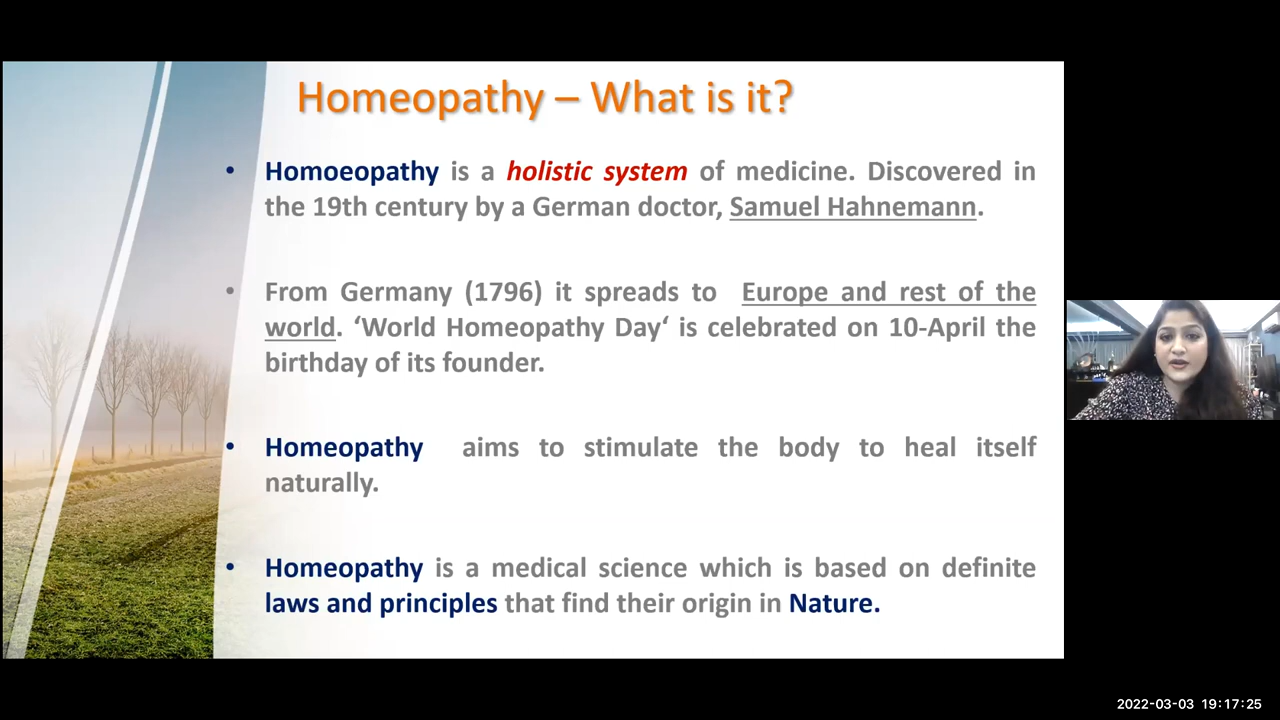 Homeopathy – What is it?
• Homoeopathy is a holistic system of medicine. Discovered in
the 19th century by a German doctor, Samuel Hahnemann.
• From Germany (1796) it spreads to Europe and rest of the
world. ‘World Homeopathy Day‘ is celebrated on 10-April the
birthday of its founder.
• Homeopathy aims to stimulate the body to heal itself
naturally.
• Homeopathy is a medical science which is based on definite
laws and principles that find their origin in Nature.
2022-03-03 19:17:25